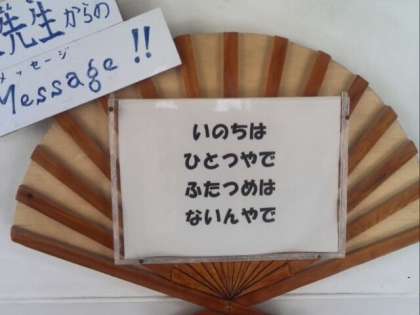 先生からの
メッセージ
Message!!
いのちは
ひとつやで
ふたつめは
ないんやで